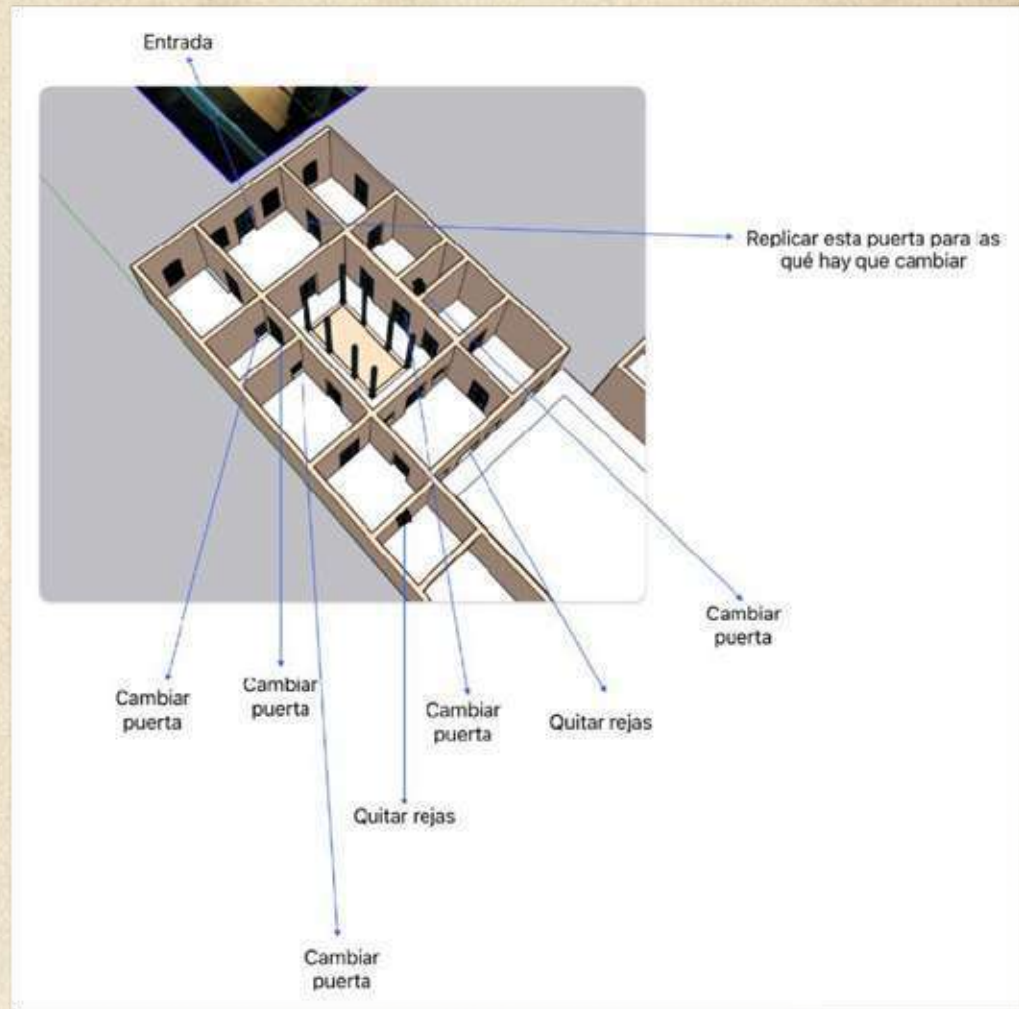 Entrada
Replicar esta puerta para las
qué hay que cambiar
Cambiar
puerta
Cambiar
puerta
Cambiar
puerta
Cambiar
puerta
Quitar rejas
Quitar rejas
Cambiar
puerta